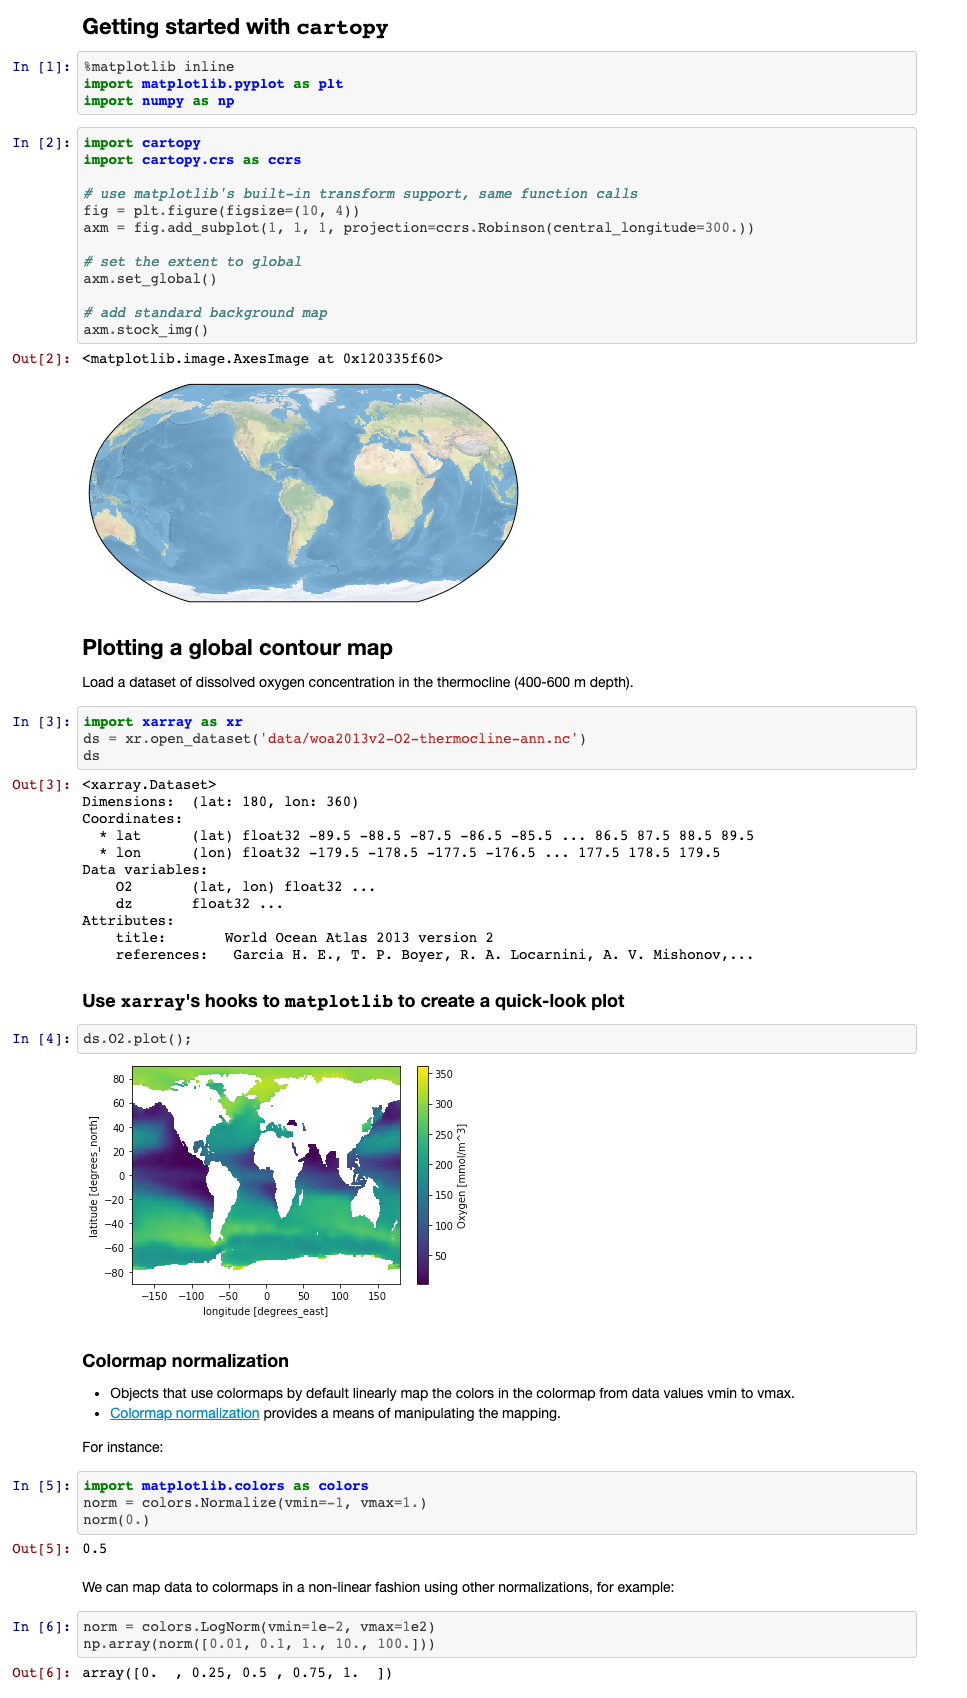 Getting started with cartopy
In [1]: %matplotlib inline
import matplotlib.pyplot as plt
import numpy as np
In [2]: import cartopy
import cartopy.crs as ccrs
# use matplotlib's built-in transform support, same function calls
fig = plt.figure(figsize=(10, 4))
axm = fig.add_subplot(1, 1, 1, projection=ccrs.Robinson(central_longitude=300.))
# set the extent to global
axm.set_global()
# add standard background map
axm.stock_img()
Out[2]: <matplotlib.image.AxesImage at 0x120335f60>
Plotting a global contour map
Load a dataset of dissolved oxygen concentration in the thermocline (400-600 m depth).
In [3]: import xarray as xr
ds = xr.open_dataset('data/woa2013v2-O2-thermocline-ann.nc')
ds
Out[3]: <xarray.Dataset>
Dimensions:  (lat: 180, lon: 360)
Coordinates:
  * lat      (lat) float32 -89.5 -88.5 -87.5 -86.5 -85.5 ... 86.5 87.5 88.5 89.5
  * lon      (lon) float32 -179.5 -178.5 -177.5 -176.5 ... 177.5 178.5 179.5
Data variables:
    O2       (lat, lon) float32 ...
    dz       float32 ...
Attributes:
    title:       World Ocean Atlas 2013 version 2
    references:   Garcia H. E., T. P. Boyer, R. A. Locarnini, A. V. Mishonov,...
Use xarray's hooks to matplotlib to create a quick-look plot
In [4]: ds.O2.plot();
80
60
40
20
0
−20
−40
−60
−80
latitude [degrees_north]
−150 −100 −50 0 50 100 150
longitude [degrees_east]
350
300
250
200
150
100
50
Oxygen [mmol/m^3]
Colormap normalization
• Objects that use colormaps by default linearly map the colors in the colormap from data values vmin to vmax.
• Colormap normalization provides a means of manipulating the mapping.
For instance:
In [5]: import matplotlib.colors as colors
norm = colors.Normalize(vmin=-1, vmax=1.)
norm(0.)
Out[5]: 0.5
We can map data to colormaps in a non-linear fashion using other normalizations, for example:
In [6]: norm = colors.LogNorm(vmin=1e-2, vmax=1e2)
np.array(norm([0.01, 0.1, 1., 10., 100.]))
Out[6]: array([0.  , 0.25, 0.5 , 0.75, 1.  ])